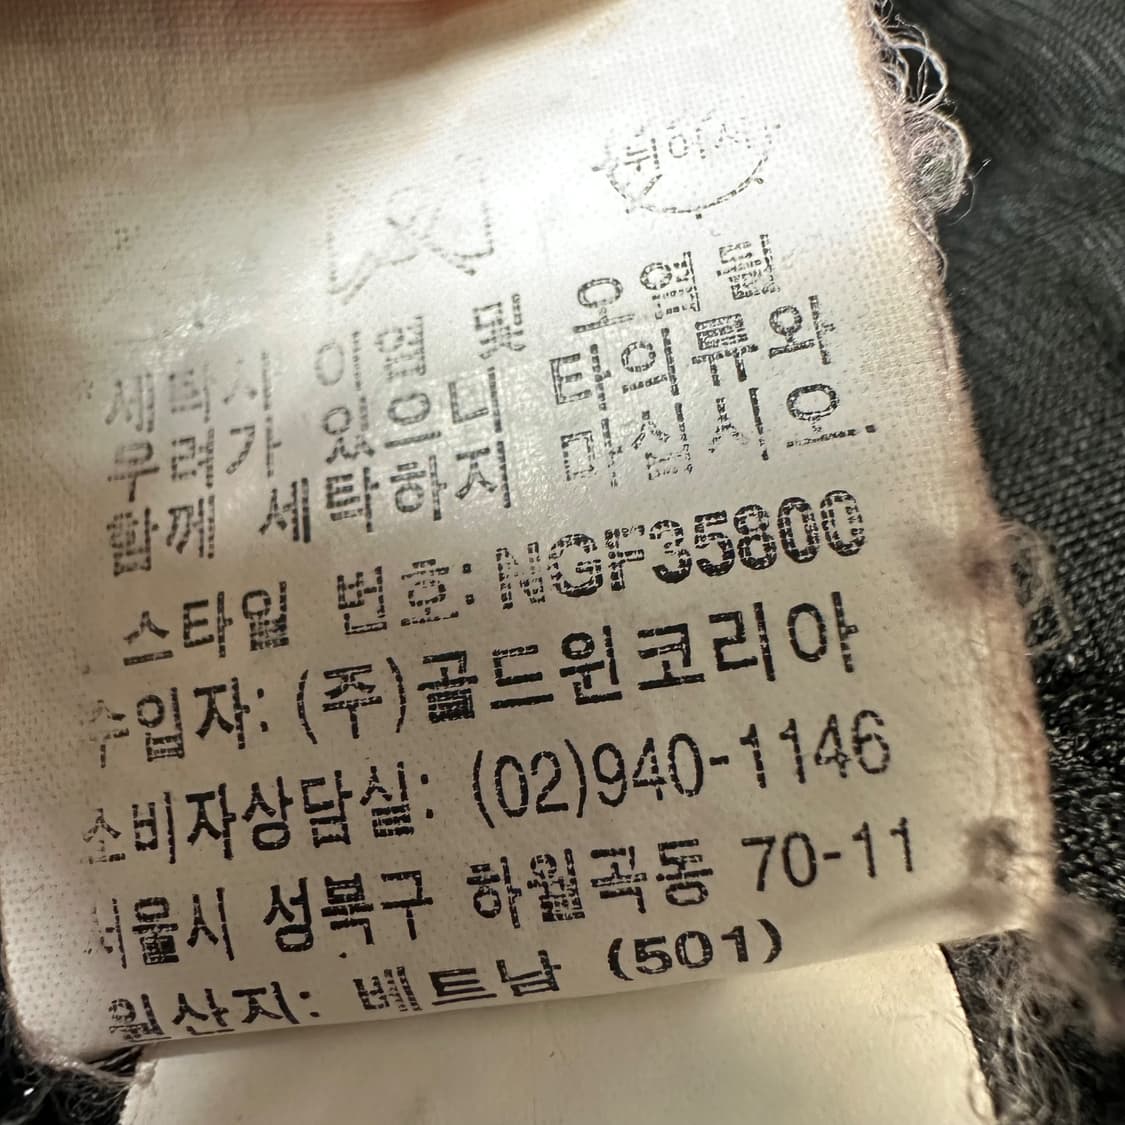 세탁시 이염 및 오염될
우려가 있으니 타의류와
함께 세탁하지 마십시오.
스타일 번호: NGF35800
수입자: (주)골드윈코리아
소비자상담실: (02)940-1146
서울시 성북구 하월곡동 70-11
원산지: 베트남 (501)